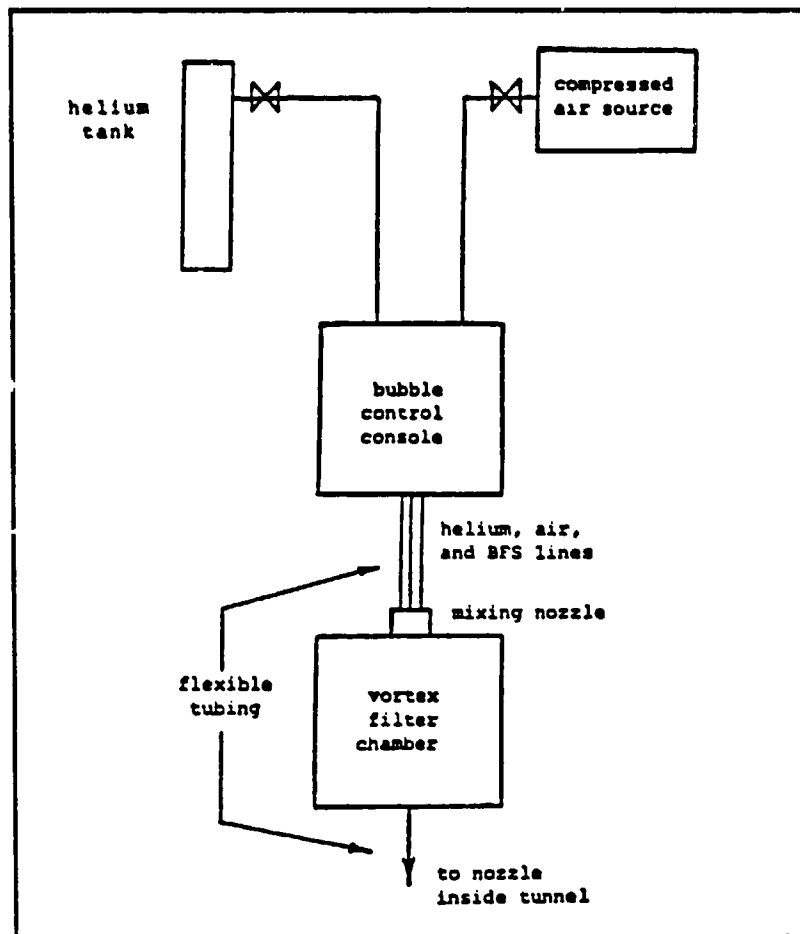 helium
tank
compressed
air source
bubble
control
console
helium, air,
and BFS lines
mixing nozzle
flexible
tubing
vortex
filter
chamber
to nozzle
inside tunnel